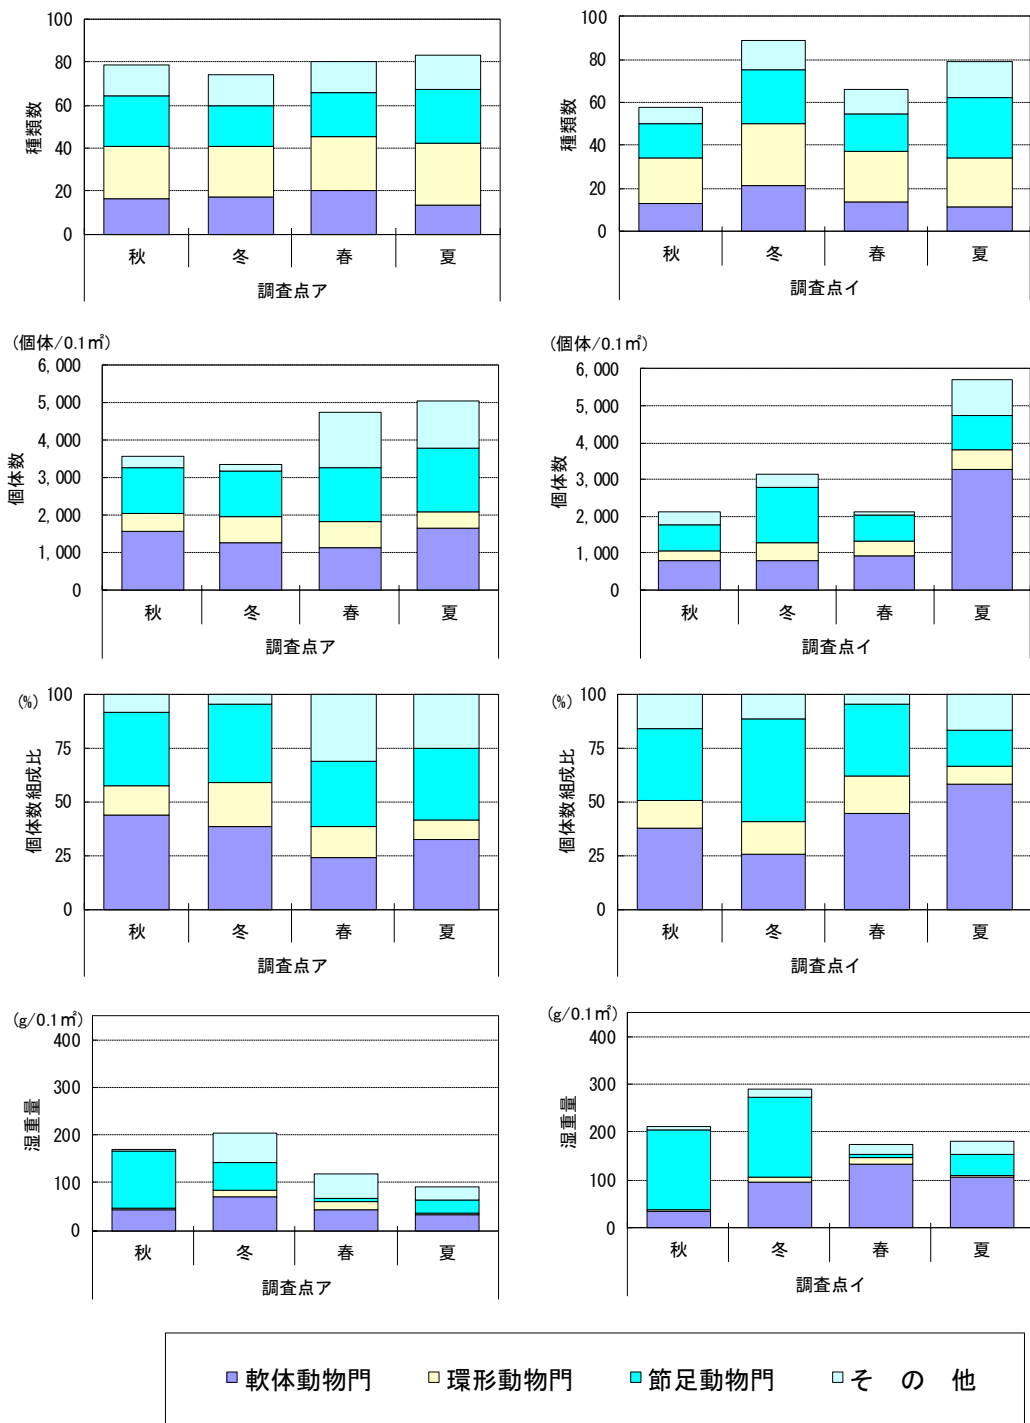 100
80
60
40
20
0
種類数
秋 冬 春 夏
調査点ア
100
80
60
40
20
0
種類数
秋 冬 春 夏
調査点イ
(個体/0.1㎡)
6,000
5,000
4,000
3,000
2,000
1,000
0
個体数
秋 冬 春 夏
調査点ア
(個体/0.1㎡)
6,000
5,000
4,000
3,000
2,000
1,000
0
個体数
秋 冬 春 夏
調査点イ
(%)
100
75
50
25
0
個体数組成比
秋 冬 春 夏
調査点ア
(%)
100
75
50
25
0
個体数組成比
秋 冬 春 夏
調査点イ
(g/0.1㎡)
400
300
200
100
0
湿重量
秋 冬 春 夏
調査点ア
(g/0.1㎡)
400
300
200
100
0
湿重量
秋 冬 春 夏
調査点イ
軟体動物門 環形動物門 節足動物門 そ の 他